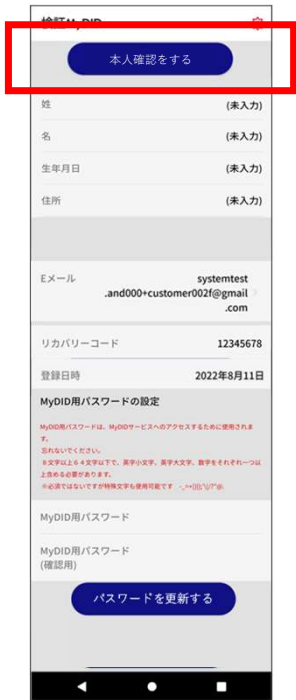 検証MyDID
本人確認をする
姓 (未入力)
名 (未入力)
生年月日 (未入力)
住所 (未入力)
Eメール systemtest
.and000+customer002f@gmail
.com
リカバリーコード 12345678
登録日時 2022年8月11日
MyDID用パスワードの設定
MyDID用パスワードは、MyDIDサービスへのアクセスするために使用されま
す。
忘れないでください。
8文字以上64文字以下で、英字小文字、英字大文字、数字をそれぞれ一つ以
上含める必要があります。
※必須ではないですが特殊文字も使用可能です
MyDID用パスワード
MyDID用パスワード
(確認用)
パスワードを更新する